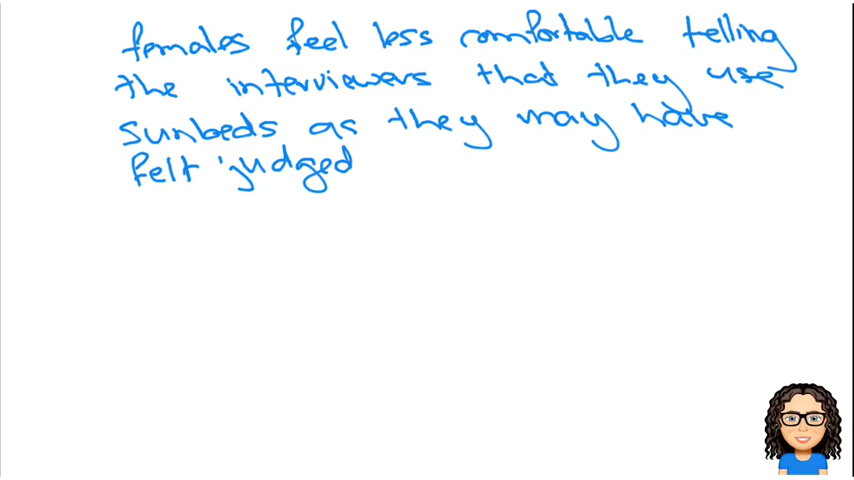 females feel less comfortable telling
the interviewers that they use
sunbeds as they may have
felt judged